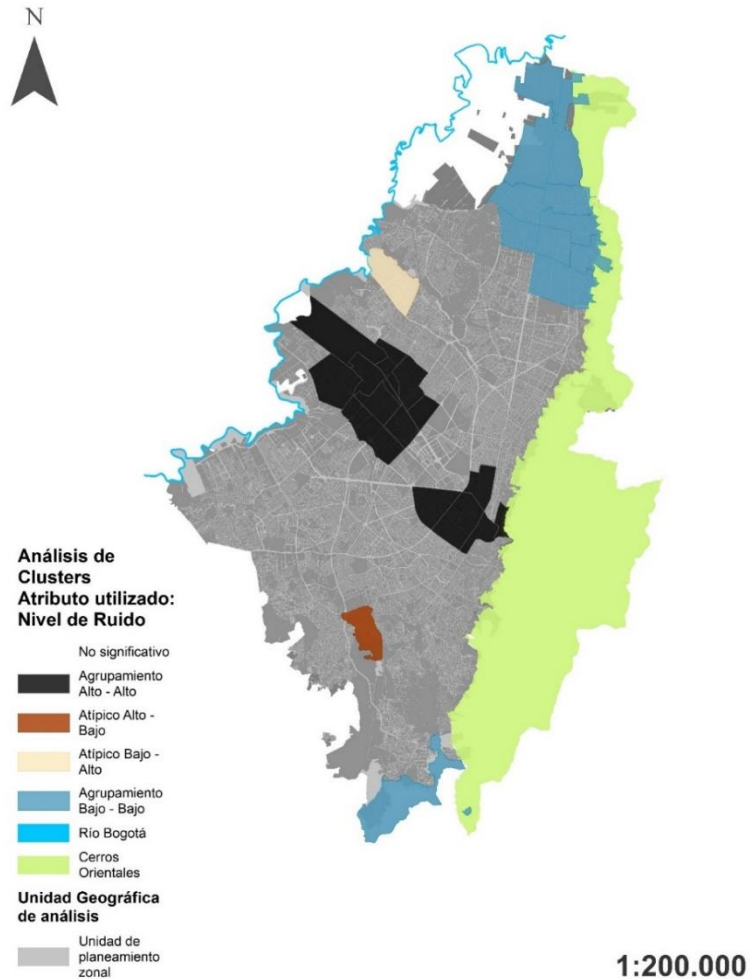 N
Análisis de
Clusters
Atributo utilizado:
Nivel de Ruido
No significativo
Agrupamiento
Alto - Alto
Atípico Alto -
Bajo
Atípico Bajo -
Alto
Agrupamiento
Bajo - Bajo
Río Bogotá
Cerros
Orientales
Unidad Geográfica
de análisis
Unidad de
planeamiento
zonal
1:200.000